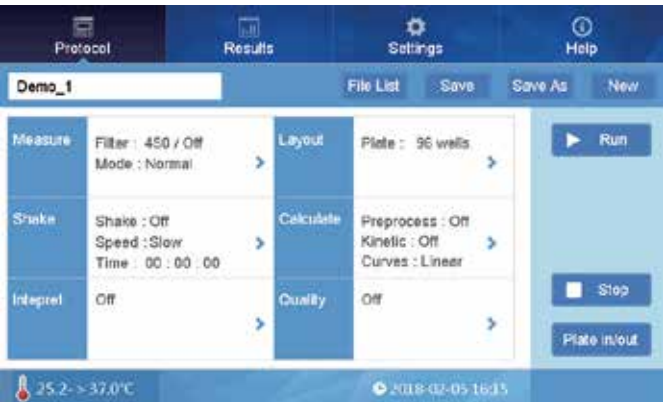 Protocol Results Settings Help
Demo_1 File List Save Save As New
Measure
Filter : 450 / Off
Mode : Normal
Layout
Plate : 96 wells
Run
Shake
Shake : Off
Speed : Slow
Time : 00 : 00 : 00
Calculate
Preprocess : Off
Kinetic : Off
Curves : Linear
Intepret
Off
Quality
Off
Stop
Plate in/out
25.2-> 37.0°C
2018-02-05 16:15